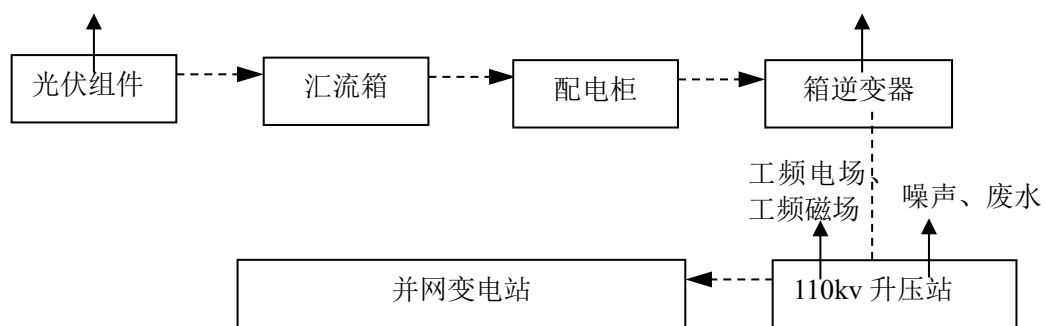 光伏组件
汇流箱
配电柜
箱逆变器
工频电场、
工频磁场
噪声、废水
并网变电站
110kv 升压站